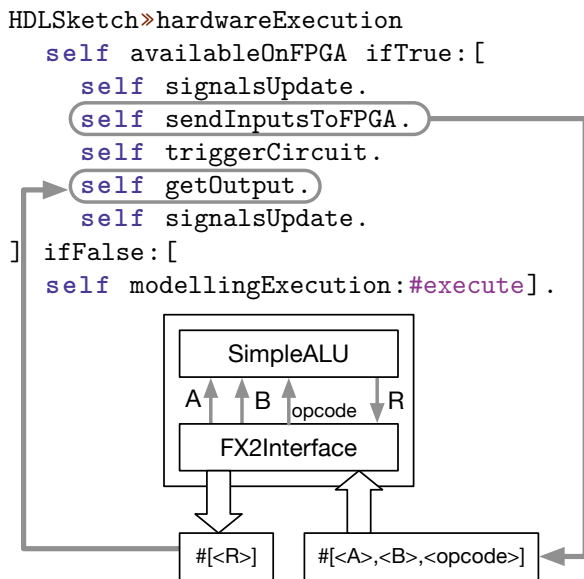 HDLSketch»hardwareExecution
self availableOnFPGA ifTrue:[
self signalsUpdate.
self sendInputsToFPGA.
self triggerCircuit.
self getOutput.
self signalsUpdate.
] ifFalse:[
self modellingExecution:#execute].
SimpleALU
A B opcode R
FX2Interface
#[<R>] #[<A>,<B>,<opcode>]